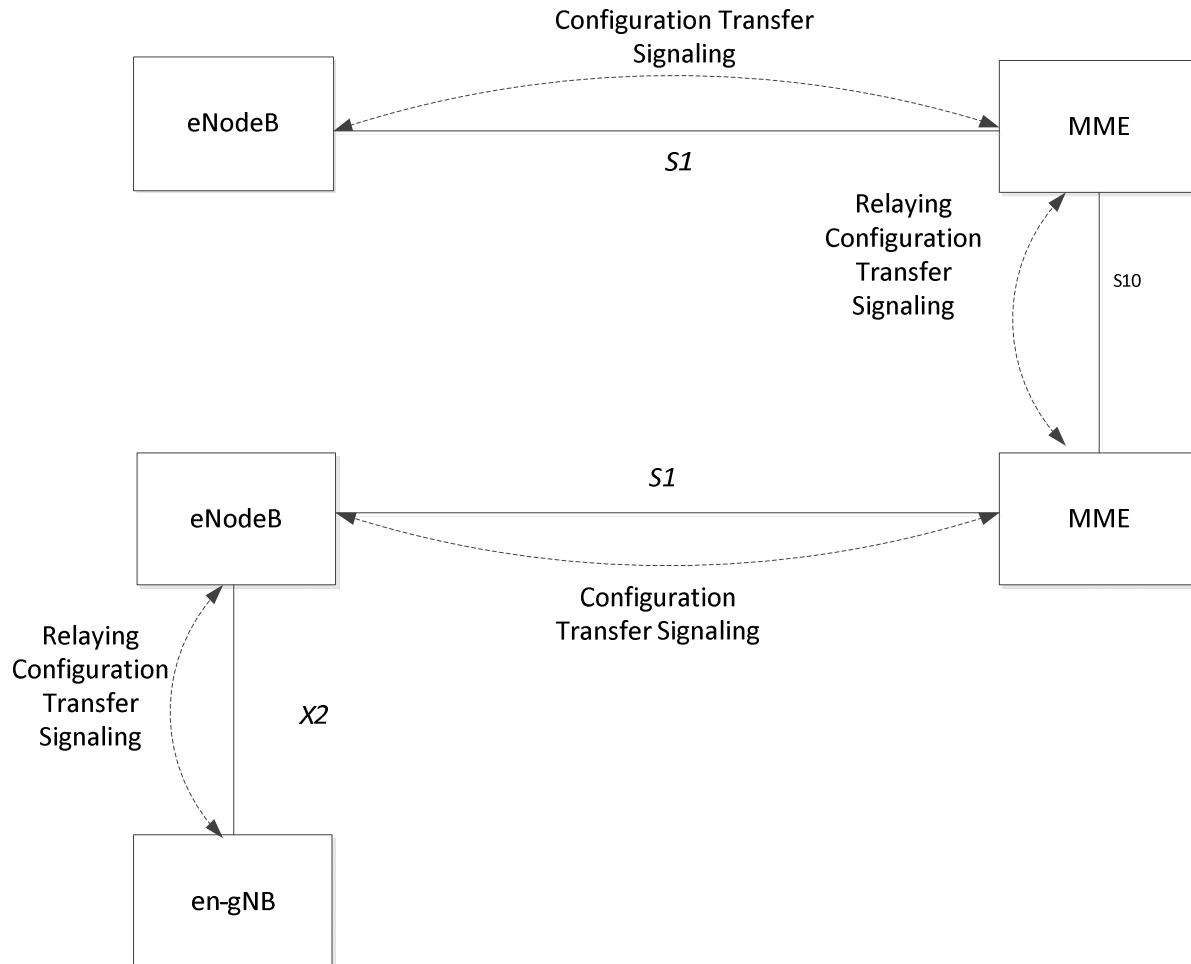 Configuration Transfer
Signaling
eNodeB
MME
S1
Relaying
Configuration
Transfer
Signaling
S10
eNodeB
S1
MME
Configuration
Transfer Signaling
Relaying
Configuration
Transfer
Signaling
X2
en-gNB